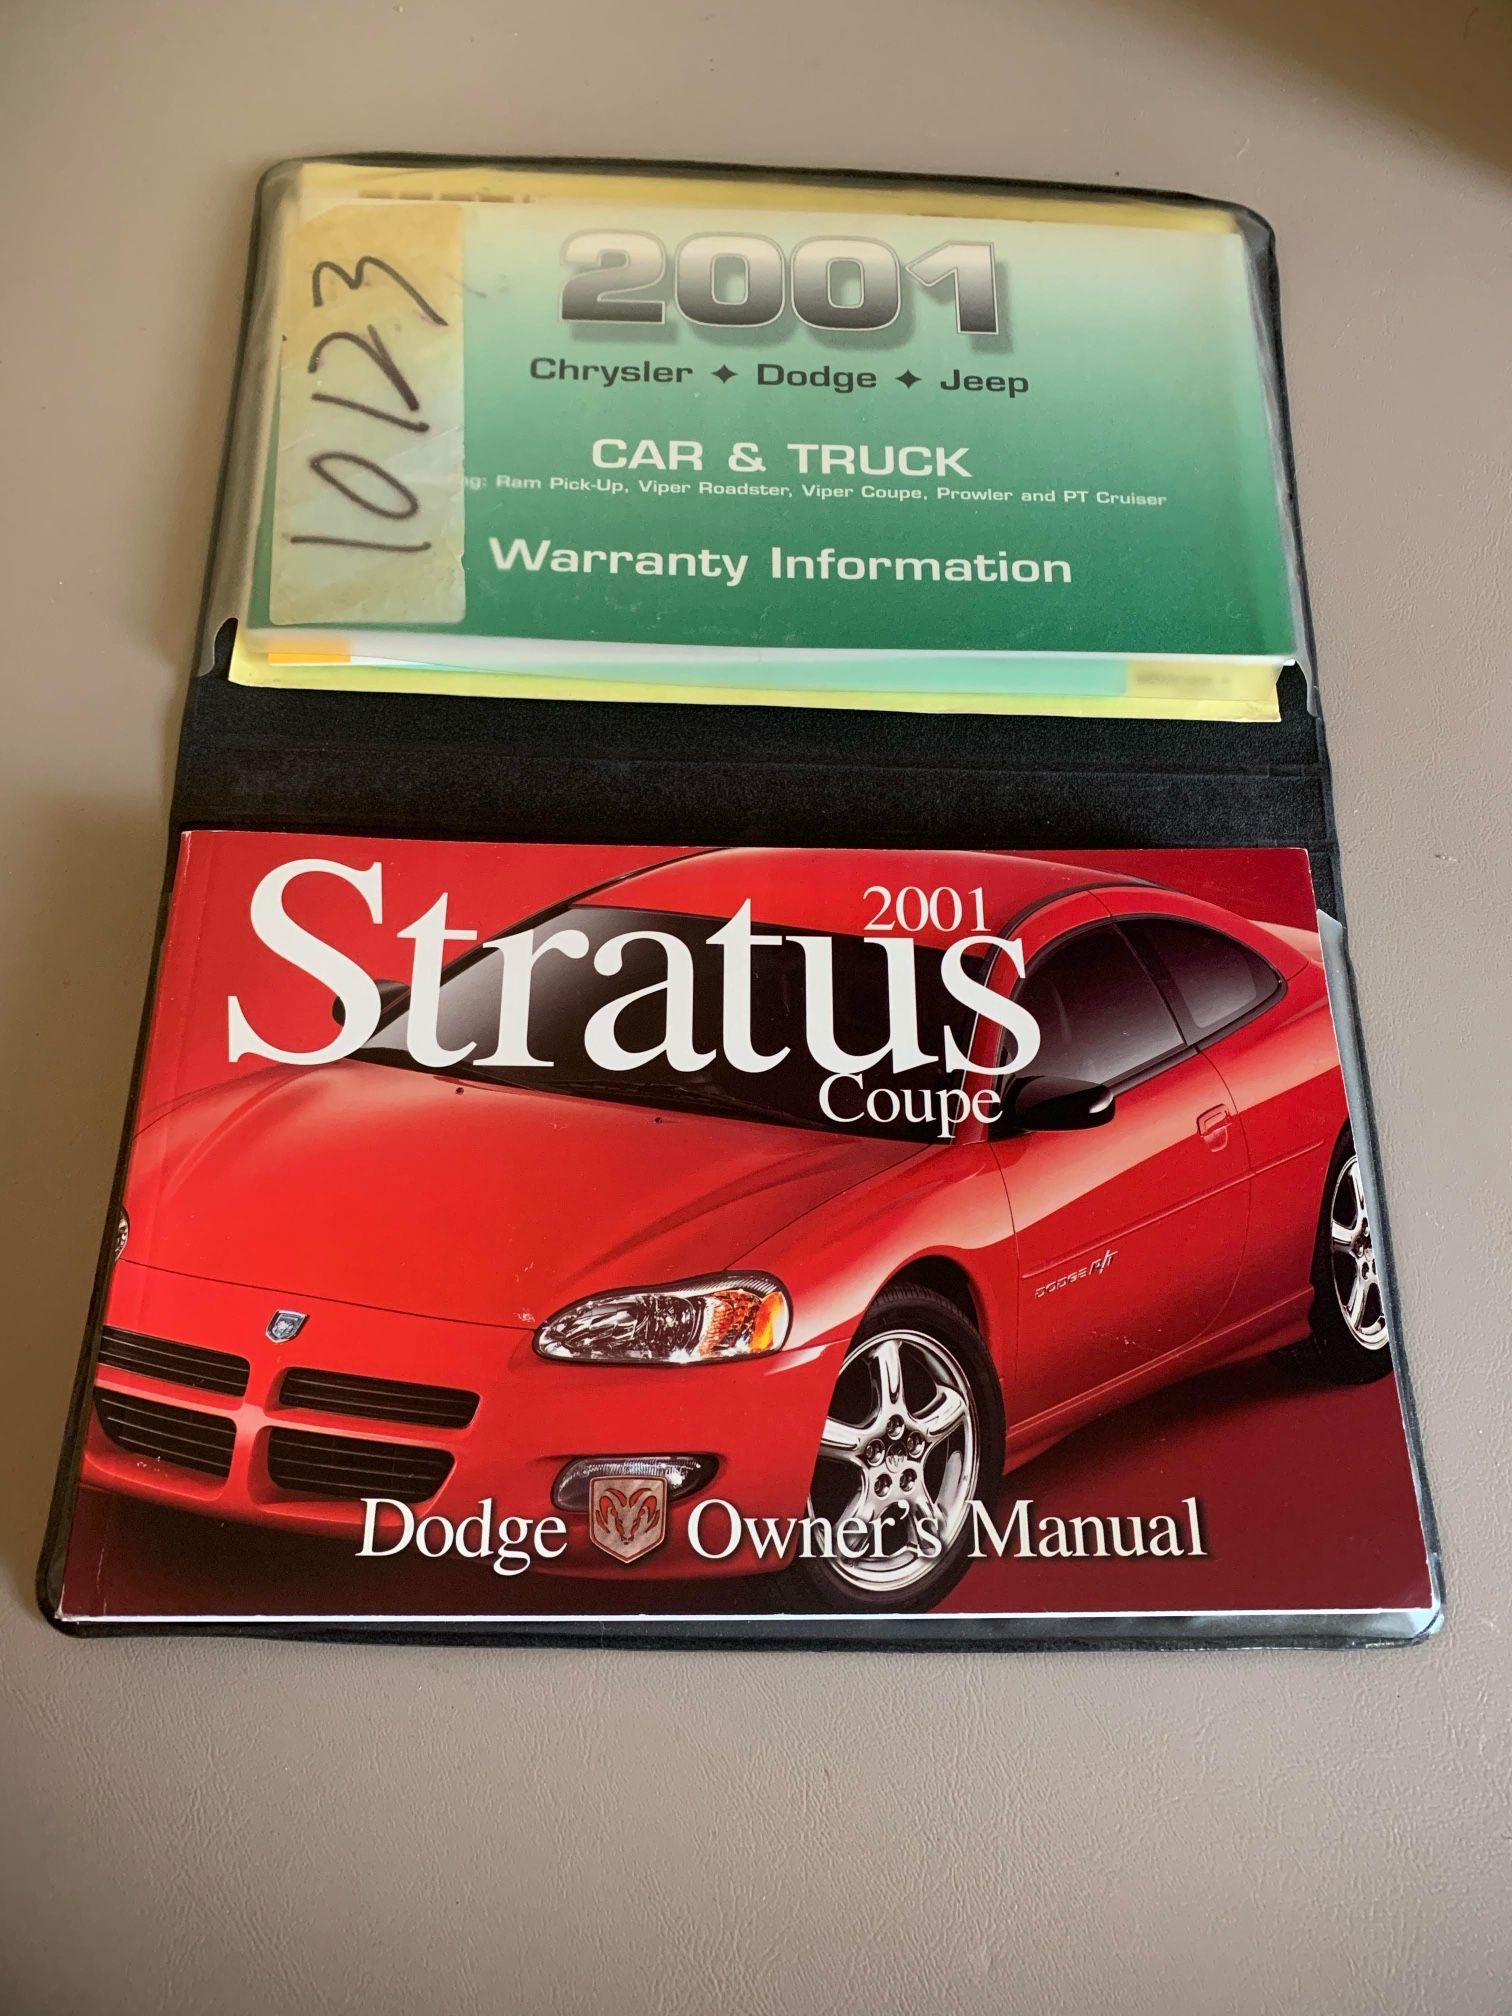 10123
2001
Chrysler ✦ Dodge ✦ Jeep
CAR & TRUCK
Ram Pick-Up, Viper Roadster, Viper Coupe, Prowler and PT Cruiser
Warranty Information
2001
Stratus
Coupe
DODGE R/T
Dodge Owner's Manual